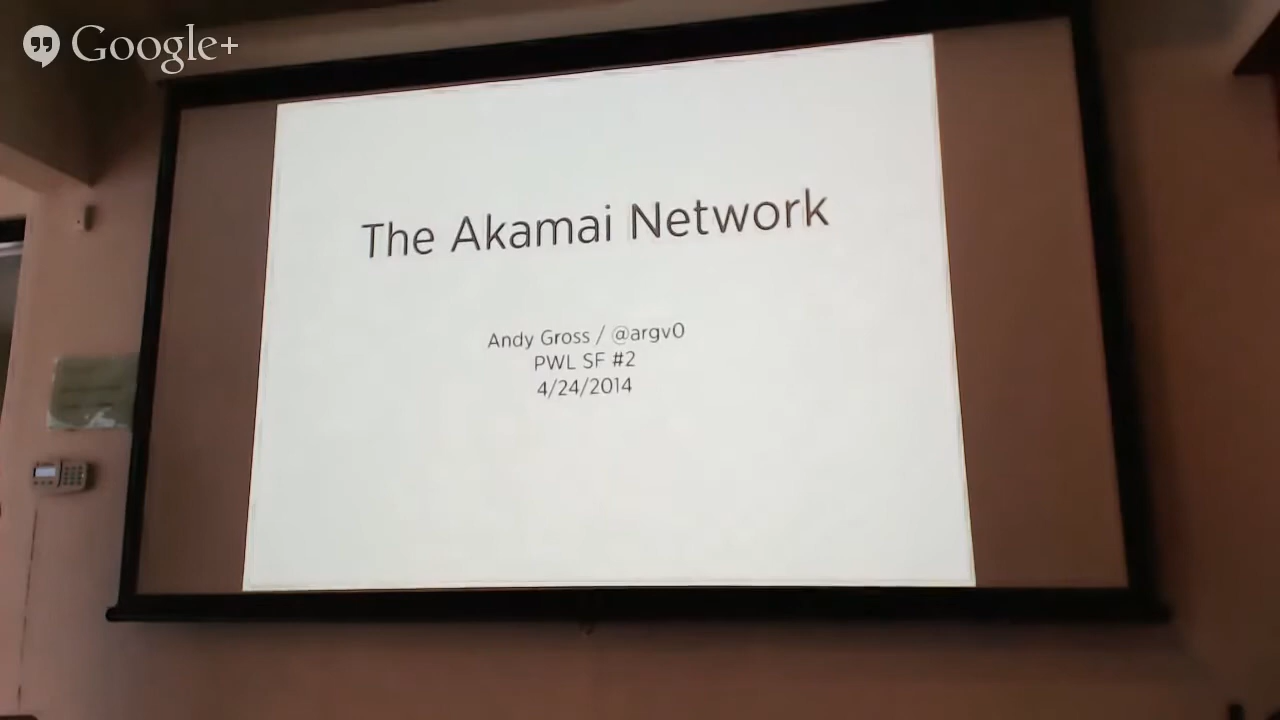 Google+
The Akamai Network
Andy Gross / @argv0
PWL SF #2
4/24/2014